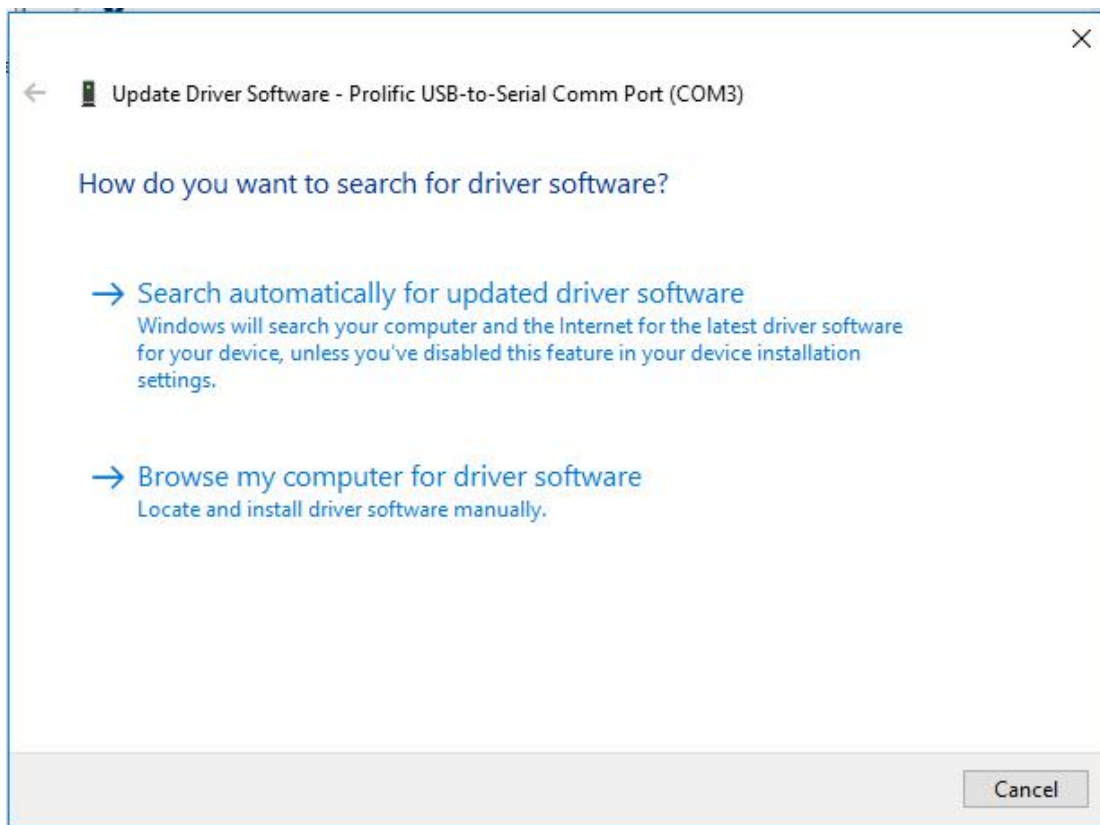 Update Driver Software - Prolific USB-to-Serial Comm Port (COM3)
How do you want to search for driver software?
Search automatically for updated driver software
Windows will search your computer and the Internet for the latest driver software
for your device, unless you've disabled this feature in your device installation
settings.
Browse my computer for driver software
Locate and install driver software manually.
Cancel